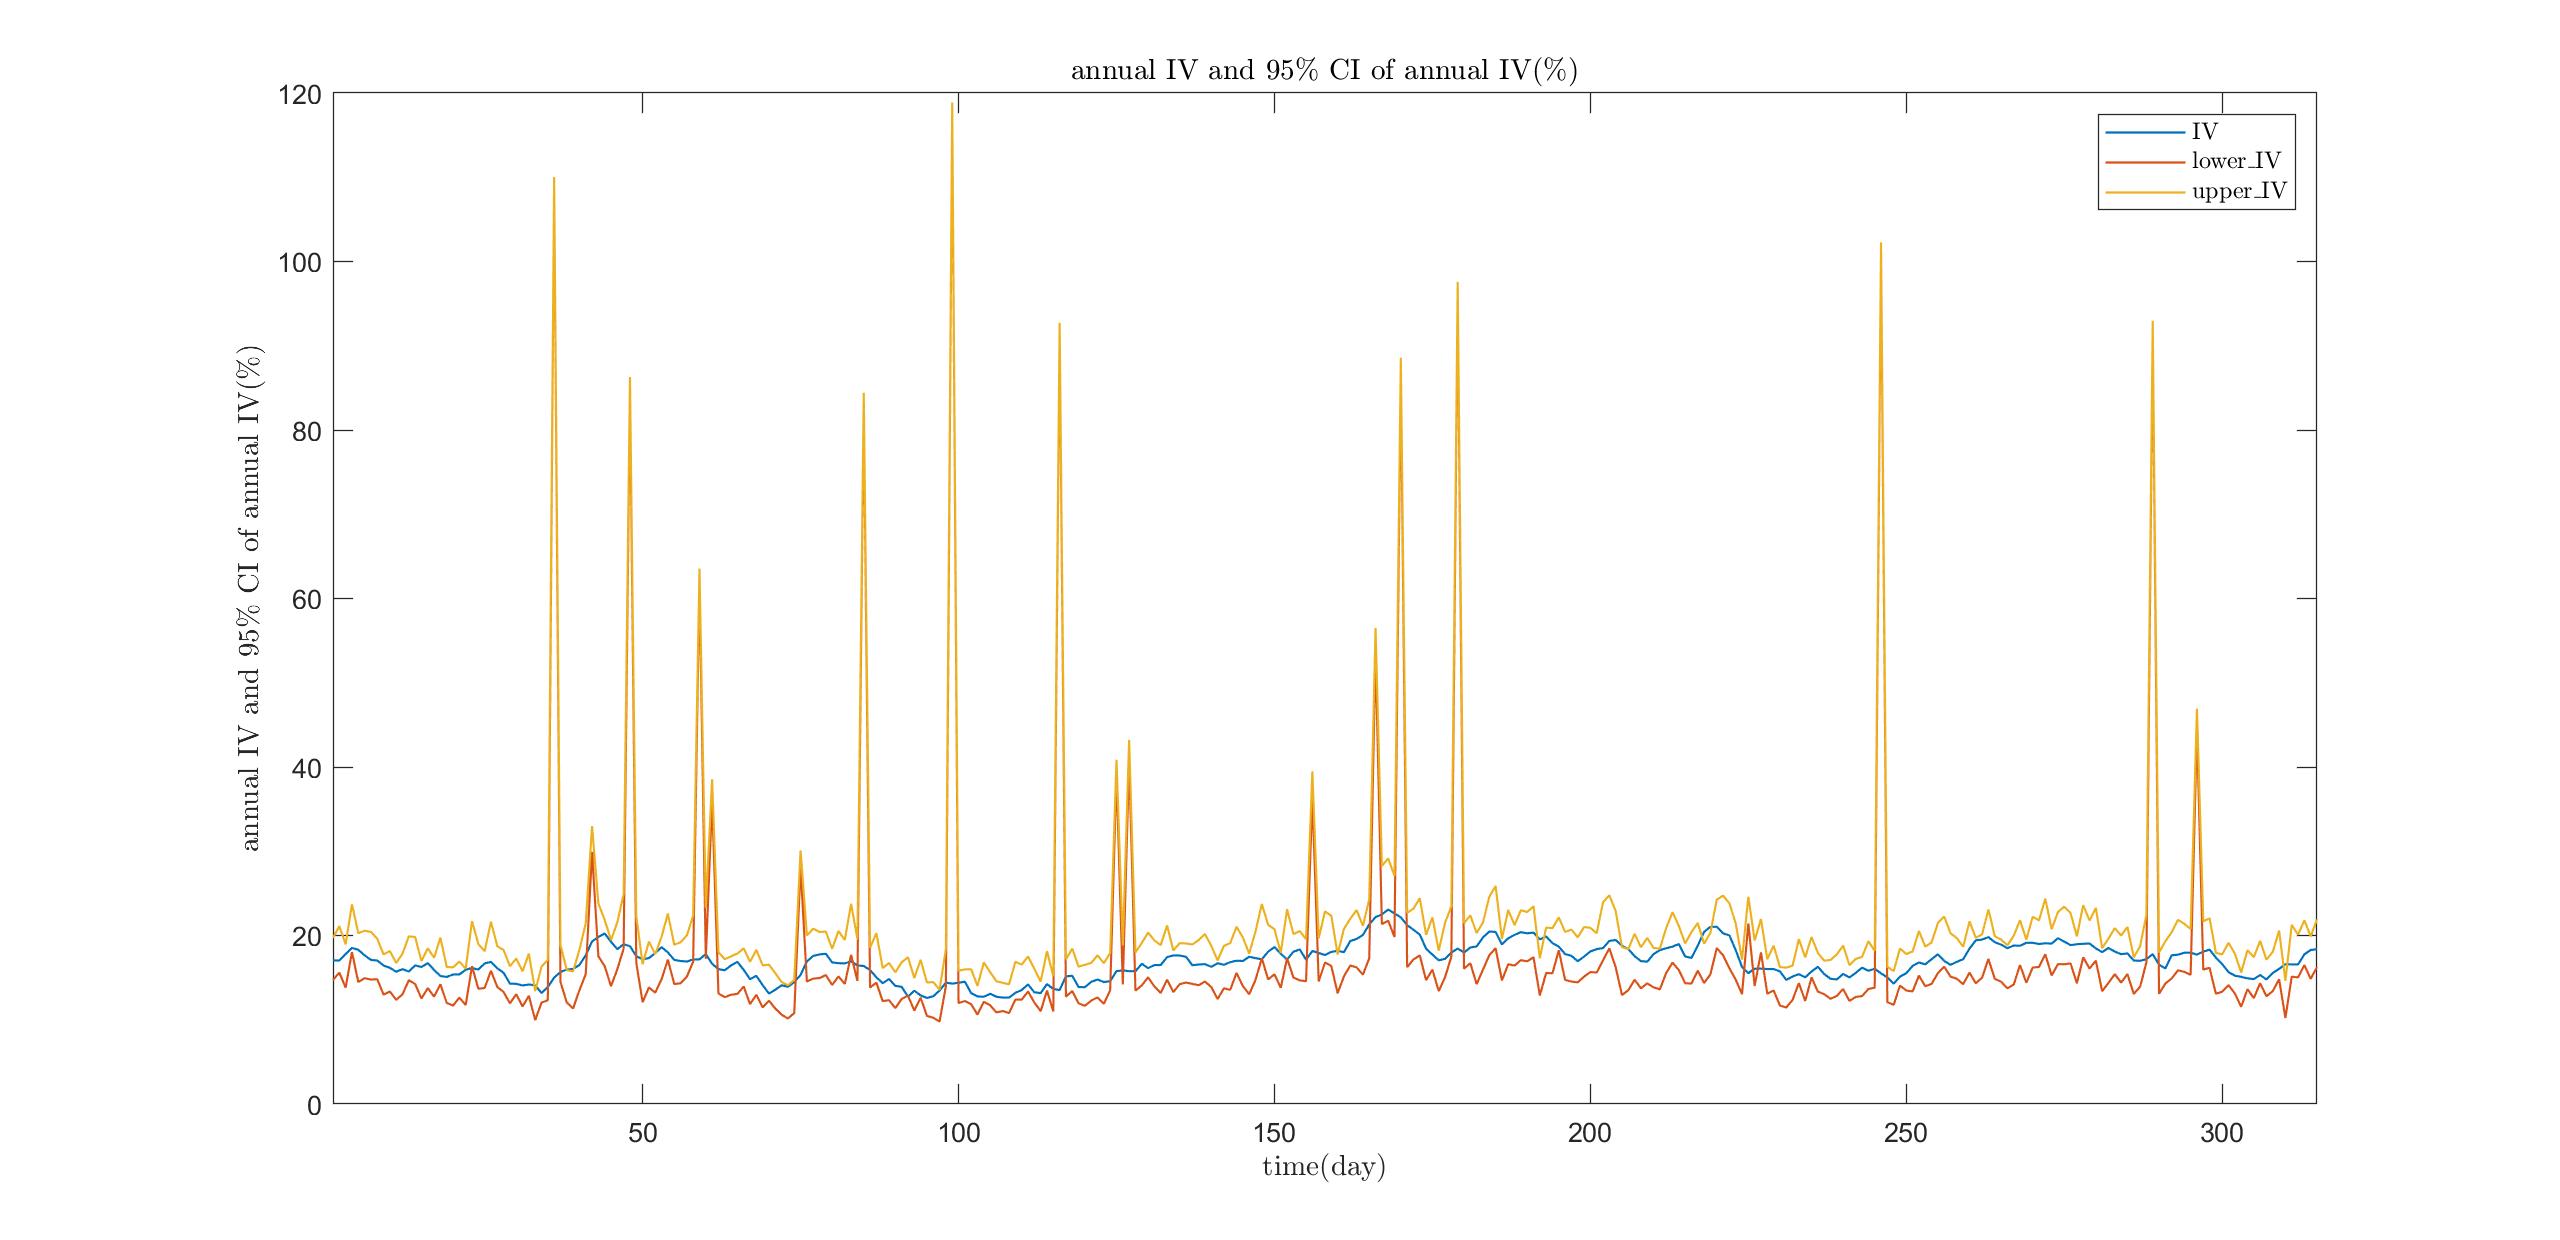 annual IV and 95% CI of annual IV(%)
120
100
80
60
40
20
0
annual IV and 95% CI of annual IV(%)
IV
lower_IV
upper_IV
50 100 150 200 250 300
time(day)